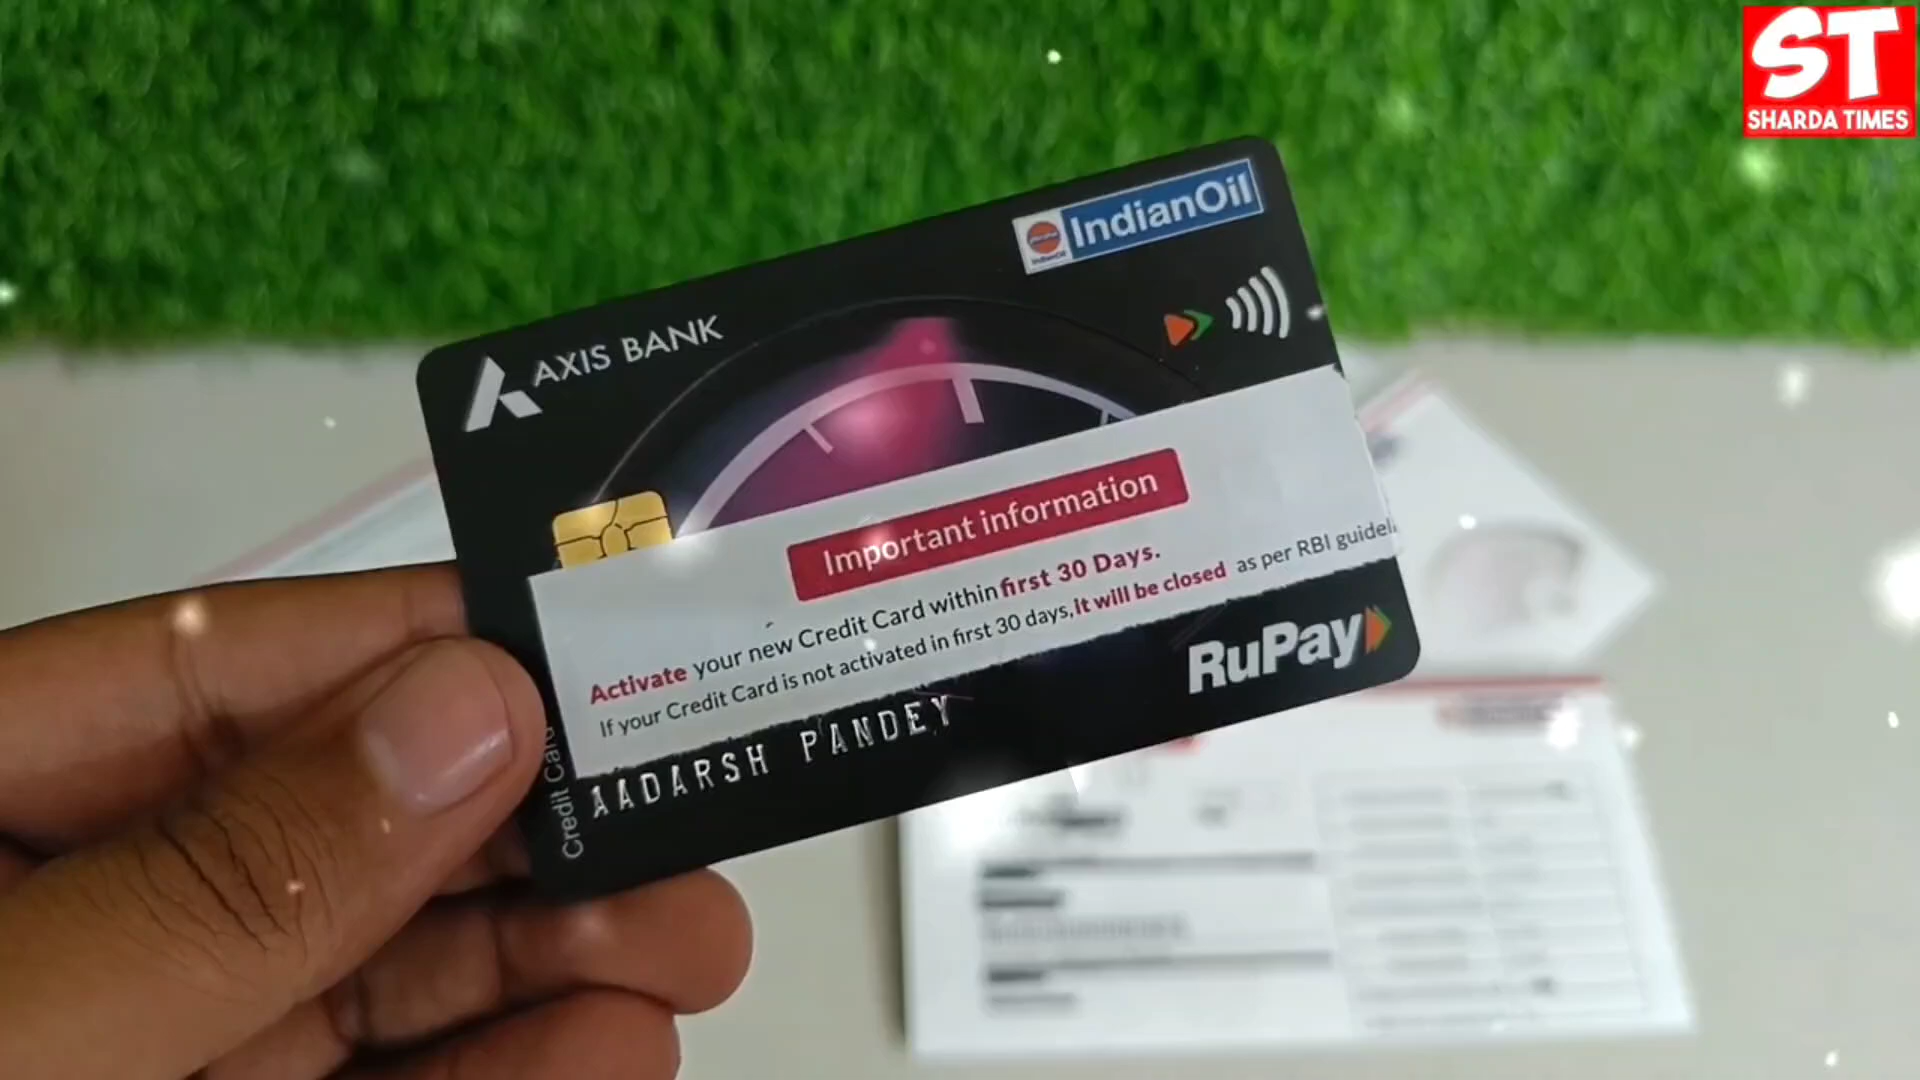 ST
SHARDA TIMES
IndianOil
IndianOil
AXIS BANK
Important information
Activate your new Credit Card within first 30 Days.
If your Credit Card is not activated in first 30 days, it will be closed as per RBI
RuPay
AADARSH PANDEY
Credit Card